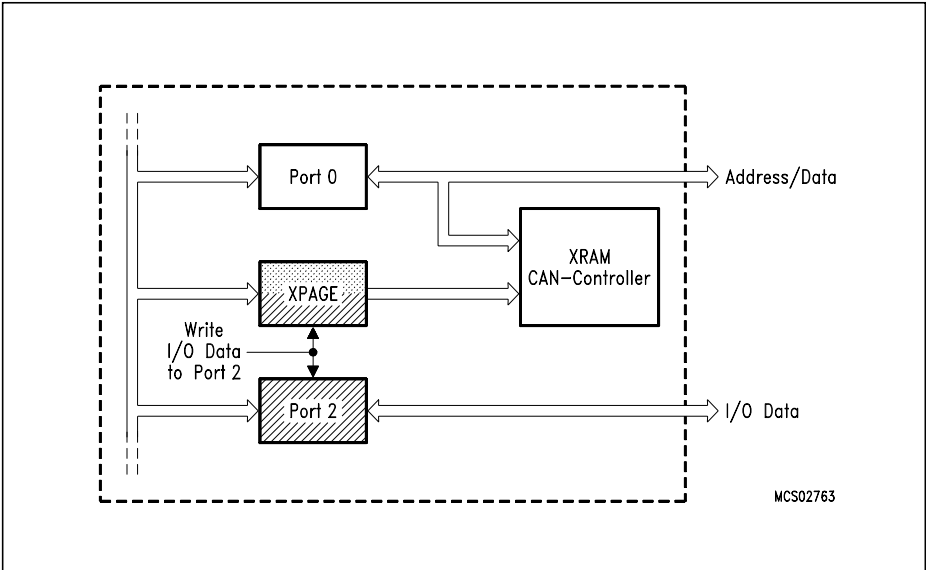 Port 0
Address/Data
XRAM
CAN-Controller
XPAGE
Write
I/O Data
to Port 2
Port 2
I/O Data
MCS02763